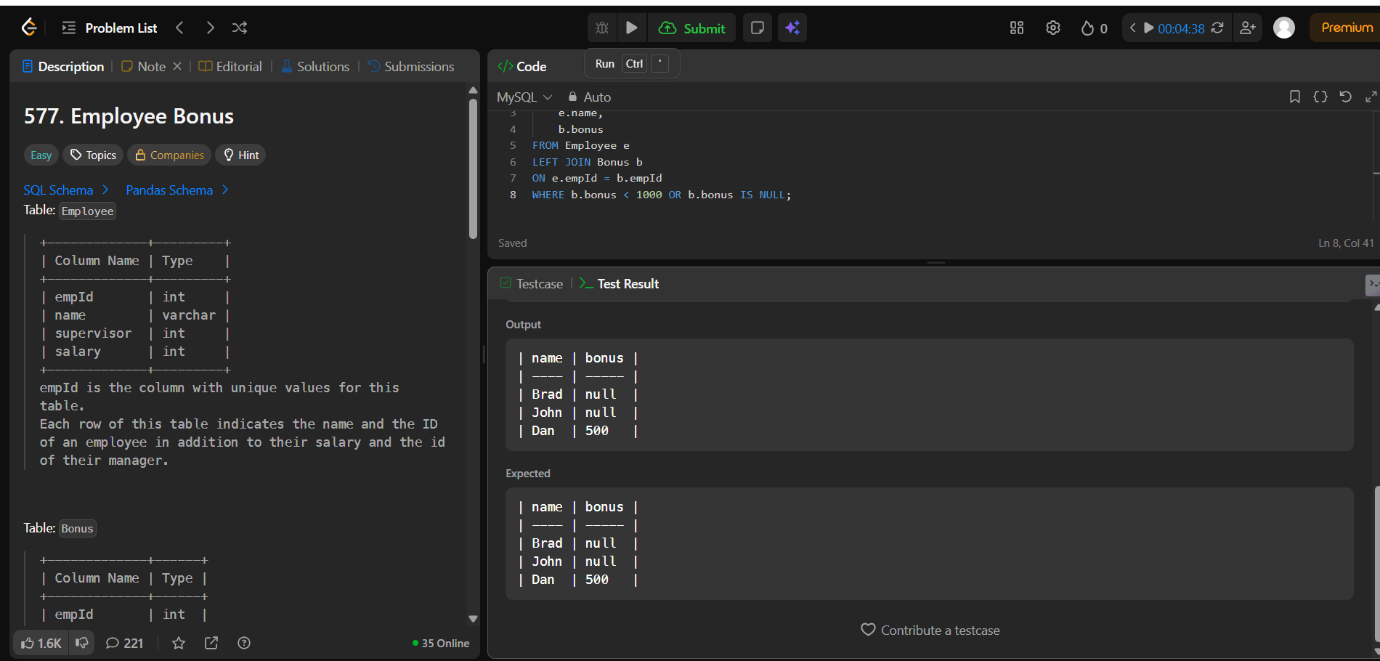 Problem List
Submit
0
00:04:38
Premium
Description
Note
Editorial
Solutions
Submissions
577. Employee Bonus
Easy
Topics
Companies
Hint
SQL Schema
Pandas Schema
Table: Employee
+-------------+---------+
| Column Name | Type    |
+-------------+---------+
| empId       | int     |
| name        | varchar |
| supervisor  | int     |
| salary      | int     |
+-------------+---------+
empId is the column with unique values for this
table.
Each row of this table indicates the name and the ID
of an employee in addition to their salary and the id
of their manager.
Table: Bonus
+-------------+------+
| Column Name | Type |
+-------------+------+
| empId       | int  |
1.6K
221
35 Online
</> Code
Run Ctrl '
MySQL
Auto
3 e.name,
4 b.bonus
5 FROM Employee e
6 LEFT JOIN Bonus b
7 ON e.empId = b.empId
8 WHERE b.bonus < 1000 OR b.bonus IS NULL;
Saved
Ln 8, Col 41
Testcase
>_ Test Result
Output
| name | bonus |
| ---- | ----- |
| Brad | null  |
| John | null  |
| Dan  | 500   |
Expected
| name | bonus |
| ---- | ----- |
| Brad | null  |
| John | null  |
| Dan  | 500   |
Contribute a testcase